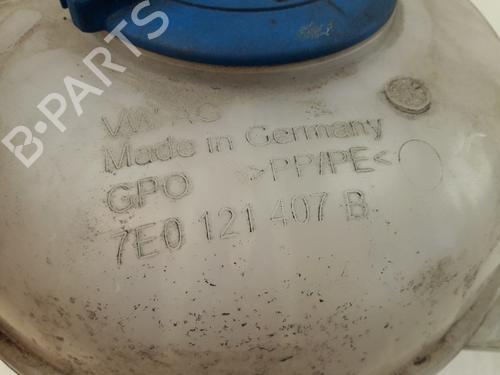 B-PARTS
VW AG
Made in Germany
GPO >PP/PE<
7E0 121 407 B